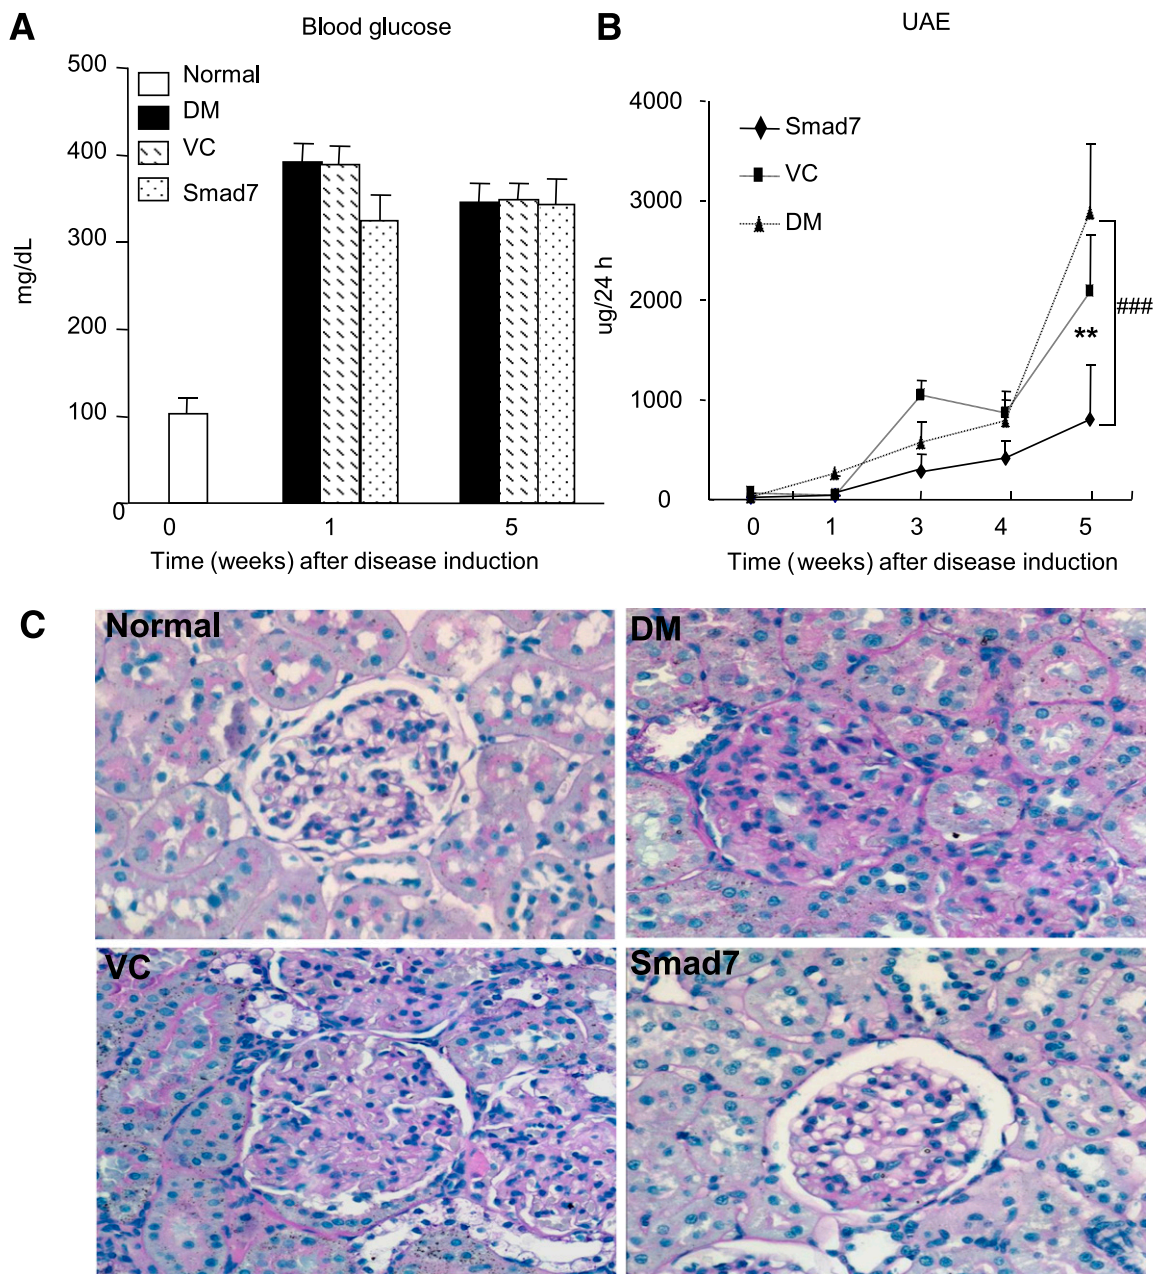 A
Blood glucose
500
400
300
200
100
0
mg/dL
Normal
DM
VC
Smad7
0
1
5
Time (weeks) after disease induction
B
UAE
4000
3000
2000
1000
0
ug/24 h
Smad7
VC
DM
###
**
0
1
3
4
5
Time (weeks) after disease induction
C
Normal
DM
VC
Smad7